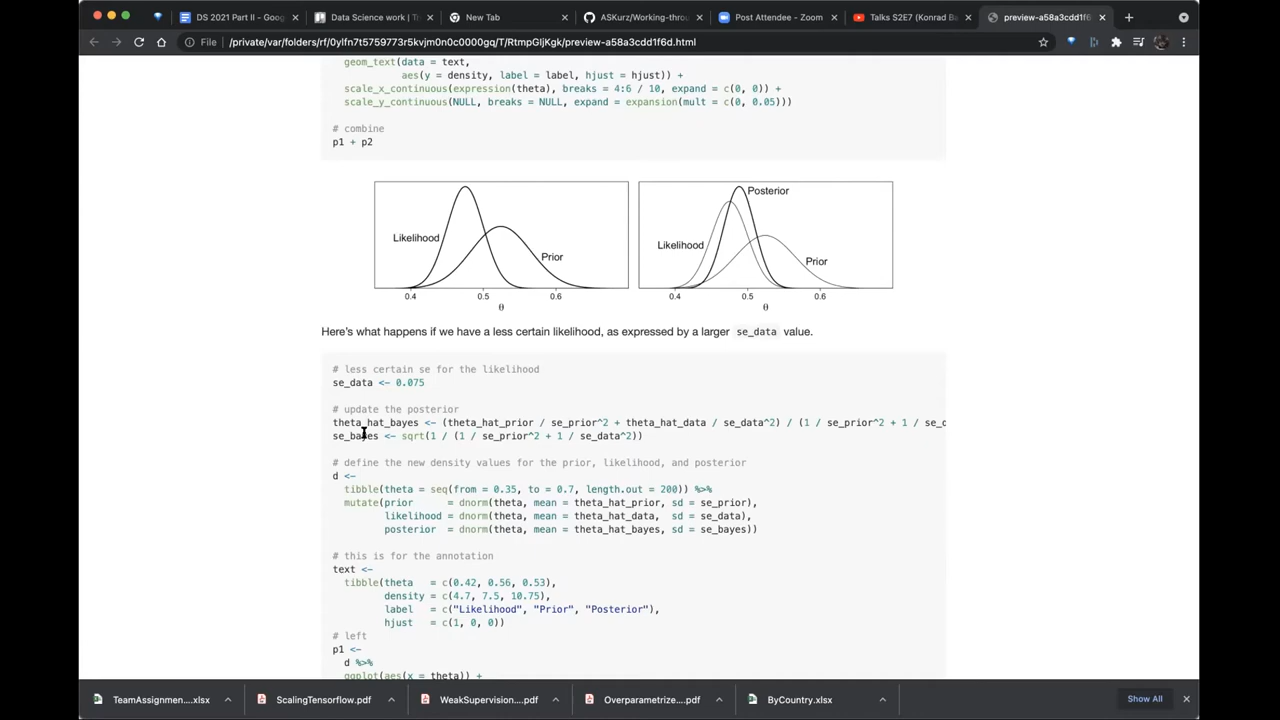 DS 2021 Part II - Goog
Data Science work | T
New Tab
ASKurz/Working-throu
Post Attendee - Zoom
Talks S2E7 (Konrad Ba
preview-a58a3cdd1f6d
File
/private/var/folders/rf/0ylfn7t5759773r5kvjm0n0c0000gq/T/RtmpGIjKgk/preview-a58a3cdd1f6d.html
geom_text(data = text,
aes(y = density, label = label, hjust = hjust)) +
scale_x_continuous(expression(theta), breaks = 4:6 / 10, expand = c(0, 0)) +
scale_y_continuous(NULL, breaks = NULL, expand = expansion(mult = c(0, 0.05)))
# combine
p1 + p2
Likelihood
Prior
0.4 0.5 0.6
θ
Posterior
Likelihood
Prior
0.4 0.5 0.6
θ
Here's what happens if we have a less certain likelihood, as expressed by a larger se_data value.
# less certain se for the likelihood
se_data <- 0.075
# update the posterior
theta_hat_bayes <- (theta_hat_prior / se_prior^2 + theta_hat_data / se_data^2) / (1 / se_prior^2 + 1 / se_d
se_bayes <- sqrt(1 / (1 / se_prior^2 + 1 / se_data^2))
# define the new density values for the prior, likelihood, and posterior
d <-
tibble(theta = seq(from = 0.35, to = 0.7, length.out = 200)) %>%
mutate(prior      = dnorm(theta, mean = theta_hat_prior, sd = se_prior),
likelihood = dnorm(theta, mean = theta_hat_data,  sd = se_data),
posterior  = dnorm(theta, mean = theta_hat_bayes, sd = se_bayes))
# this is for the annotation
text <-
tibble(theta   = c(0.42, 0.56, 0.53),
density = c(4.7, 7.5, 10.75),
label   = c("Likelihood", "Prior", "Posterior"),
hjust   = c(1, 0, 0))
# left
p1 <-
d %>%
ggplot(aes(x = theta)) +
TeamAssignmen....xlsx
ScalingTensorflow.pdf
WeakSupervision....pdf
Overparametrize....pdf
ByCountry.xlsx
Show All